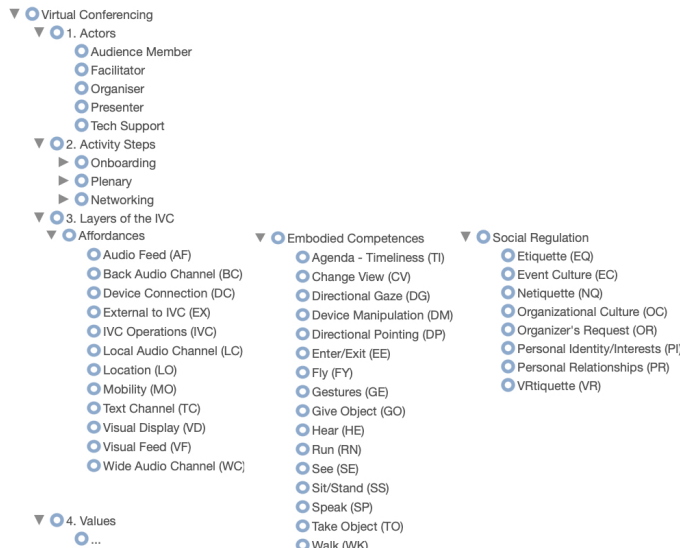 Virtual Conferencing
1. Actors
Audience Member
Facilitator
Organiser
Presenter
Tech Support
2. Activity Steps
Onboarding
Plenary
Networking
3. Layers of the IVC
Affordances
Audio Feed (AF)
Back Audio Channel (BC)
Device Connection (DC)
External to IVC (EX)
IVC Operations (IVC)
Local Audio Channel (LC)
Location (LO)
Mobility (MO)
Text Channel (TC)
Visual Display (VD)
Visual Feed (VF)
Wide Audio Channel (WC)
4. Values
...
Embodied Competences
Agenda - Timeliness (TI)
Change View (CV)
Directional Gaze (DG)
Device Manipulation (DM)
Directional Pointing (DP)
Enter/Exit (EE)
Fly (FY)
Gestures (GE)
Give Object (GO)
Hear (HE)
Run (RN)
See (SE)
Sit/Stand (SS)
Speak (SP)
Take Object (TO)
Walk (WK)
Social Regulation
Etiquette (EQ)
Event Culture (EC)
Netiquette (NQ)
Organizational Culture (OC)
Organizer's Request (OR)
Personal Identity/Interests (PI)
Personal Relationships (PR)
VRtiquette (VR)